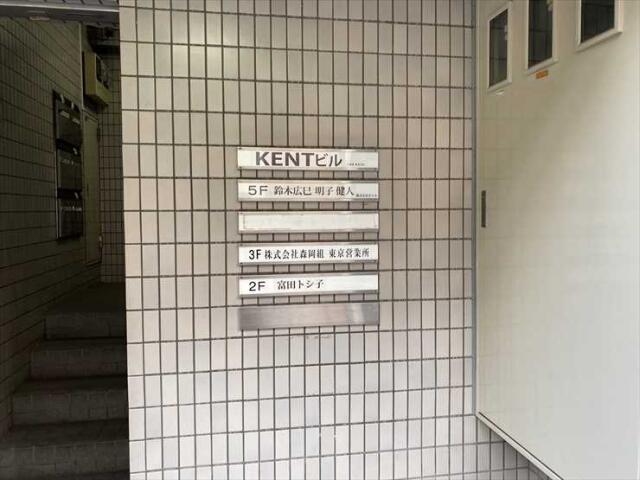 KENTビル
5F 鈴木広巳 明子 健人
3F 株式会社森岡組 東京営業所
2F 富田トシ子